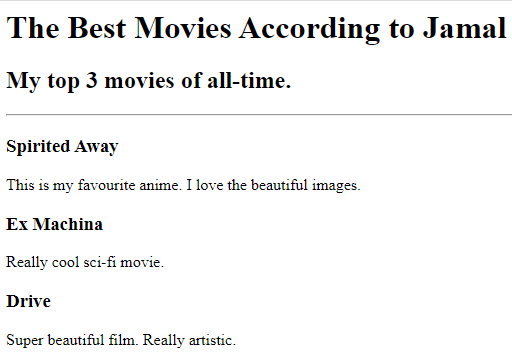 The Best Movies According to Jamal
My top 3 movies of all-time.
Spirited Away
This is my favourite anime. I love the beautiful images.
Ex Machina
Really cool sci-fi movie.
Drive
Super beautiful film. Really artistic.